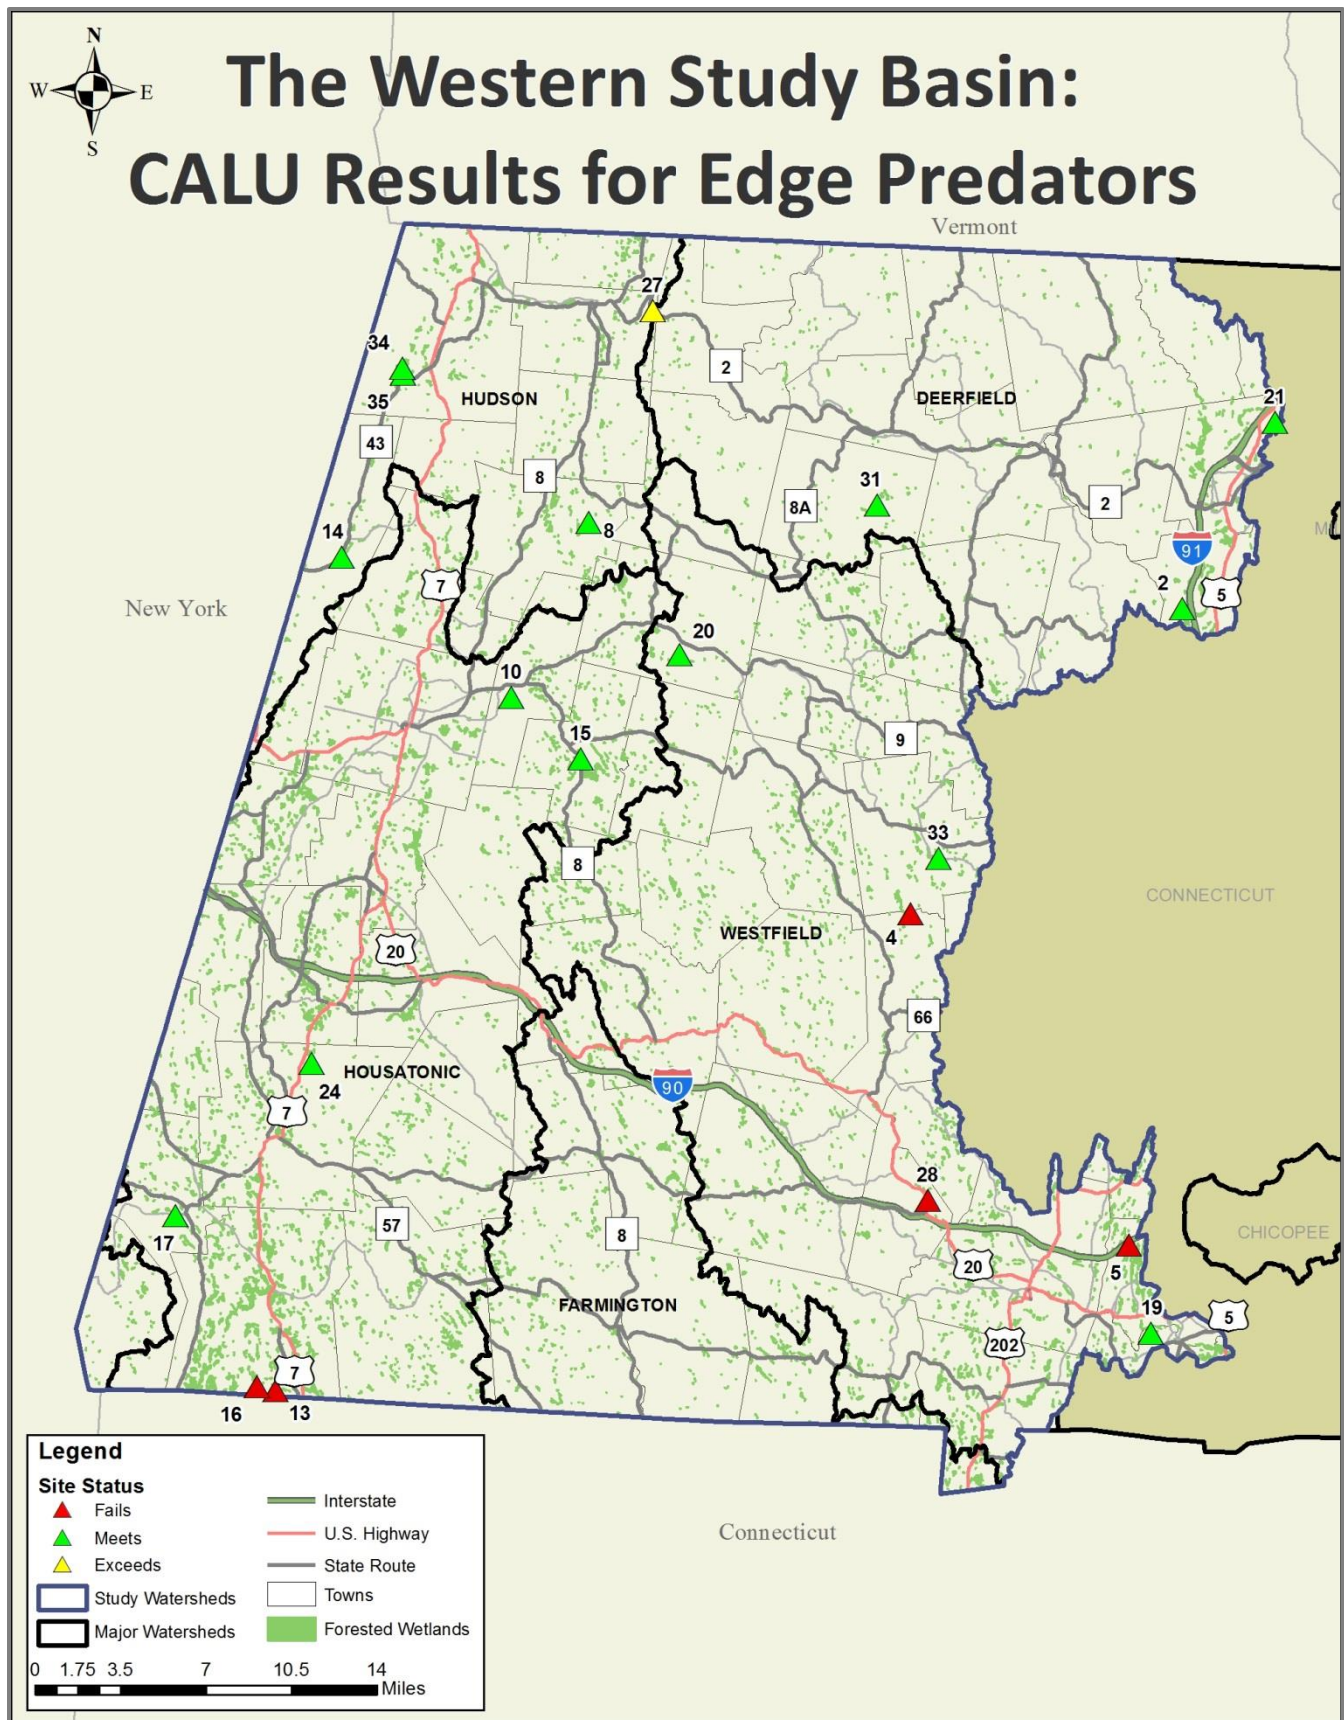 N
W E
S
The Western Study Basin:
CALU Results for Edge Predators
Vermont
27
34
2
HUDSON
DEERFIELD
35
21
43
8
31
8A
2
14
8
91
7
2
5
New York
20
10
15
9
33
8
CONNECTICUT
WESTFIELD
4
20
66
HOUSATONIC
90
24
7
28
17
57
8
CHICOPEE
20
5
FARMINGTON
19
5
202
7
16
13
Legend
Site Status
Fails
Meets
Exceeds
Study Watersheds
Major Watersheds
Interstate
U.S. Highway
State Route
Towns
Forested Wetlands
0 1.75 3.5 7 10.5 14
Miles
Connecticut